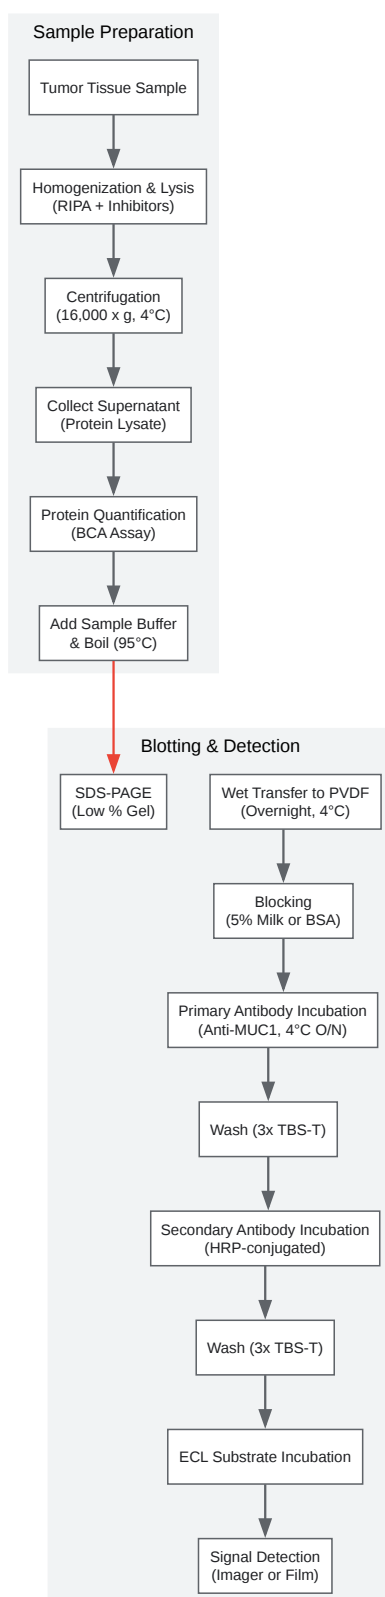 Sample Preparation
Tumor Tissue Sample
Homogenization & Lysis
(RIPA + Inhibitors)
Centrifugation
(16,000 x g, 4°C)
Collect Supernatant
(Protein Lysate)
Protein Quantification
(BCA Assay)
Add Sample Buffer
& Boil (95°C)
Blotting & Detection
SDS-PAGE
(Low % Gel)
Wet Transfer to PVDF
(Overnight, 4°C)
Blocking
(5% Milk or BSA)
Primary Antibody Incubation
(Anti-MUC1, 4°C O/N)
Wash (3x TBS-T)
Secondary Antibody Incubation
(HRP-conjugated)
Wash (3x TBS-T)
ECL Substrate Incubation
Signal Detection
(Imager or Film)